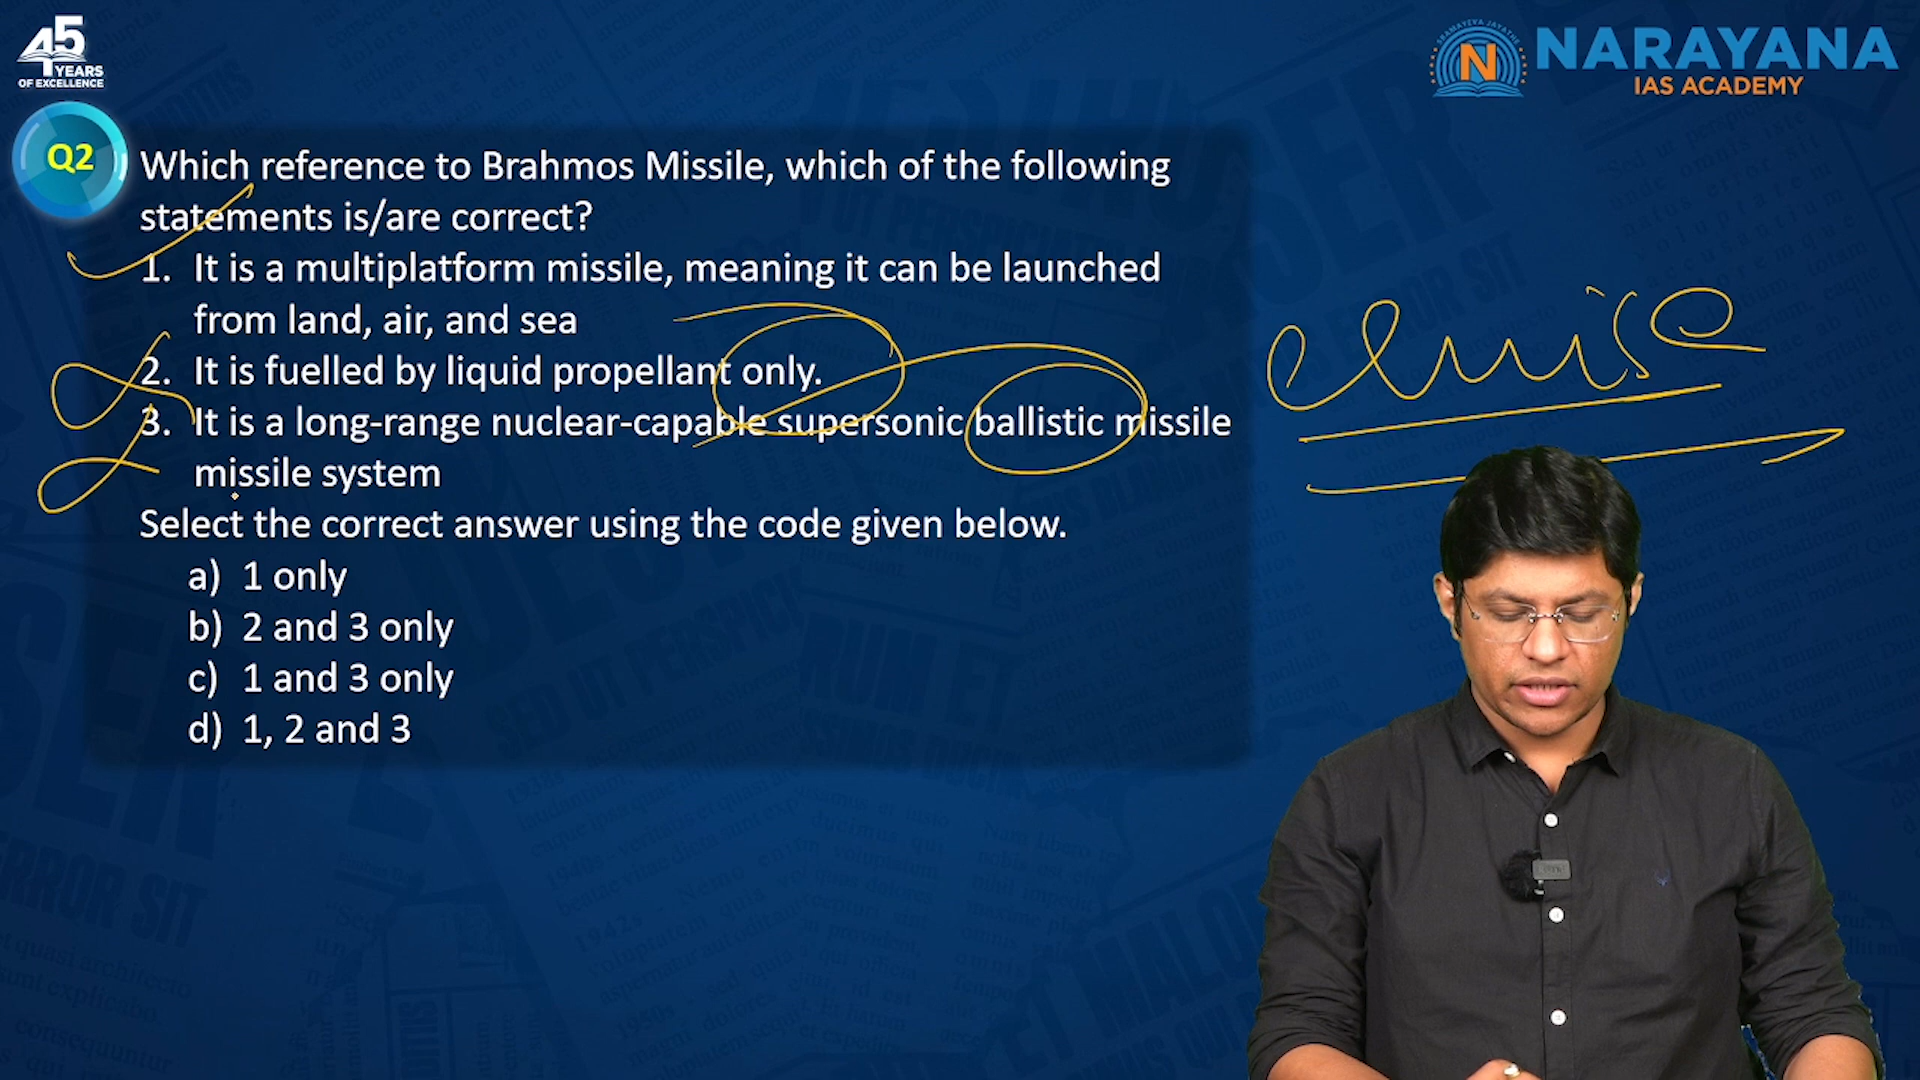 45
YEARS
OF EXCELLENCE
NARAYANA
IAS ACADEMY
N
Q2
Which reference to Brahmos Missile, which of the following
statements is/are correct?
1. It is a multiplatform missile, meaning it can be launched
from land, air, and sea
2. It is fuelled by liquid propellant only.
3. It is a long-range nuclear-capable supersonic ballistic missile
missile system
cruise
Select the correct answer using the code given below.
a) 1 only
b) 2 and 3 only
c) 1 and 3 only
d) 1, 2 and 3